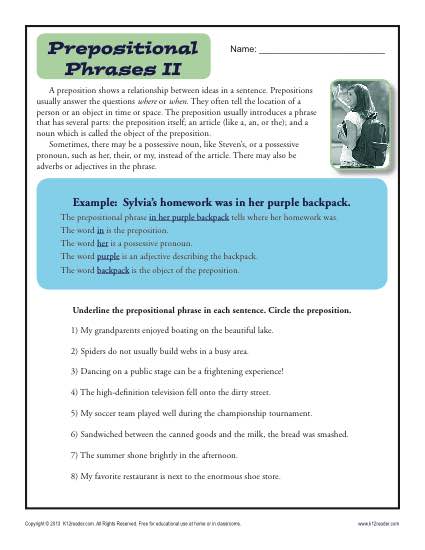 Prepositional
Phrases II
Name: ___________________________
A preposition shows a relationship between ideas in a sentence. Prepositions
usually answer the questions where or when. They often tell the location of a
person or an object in time or space. The preposition usually introduces a phrase
that has several parts: the preposition itself; an article (like a, an, or the); and a
noun which is called the object of the preposition.
Sometimes, there may be a possessive noun, like Steven's, or a possessive
pronoun, such as her, their, or my, instead of the article. There may also be
adverbs or adjectives in the phrase.
Example: Sylvia's homework was in her purple backpack.
The prepositional phrase in her purple backpack tells where her homework was.
The word in is the preposition.
The word her is a possessive pronoun.
The word purple is an adjective describing the backpack.
The word backpack is the object of the preposition.
Underline the prepositional phrase in each sentence. Circle the preposition.
1) My grandparents enjoyed boating on the beautiful lake.
2) Spiders do not usually build webs in a busy area.
3) Dancing on a public stage can be a frightening experience!
4) The high-definition television fell onto the dirty street.
5) My soccer team played well during the championship tournament.
6) Sandwiched between the canned goods and the milk, the bread was smashed.
7) The summer shone brightly in the afternoon.
8) My favorite restaurant is next to the enormous shoe store.
Copyright © 2013 K12reader.com. All Rights Reserved. Free for educational use at home or in classrooms.
www.k12reader.com